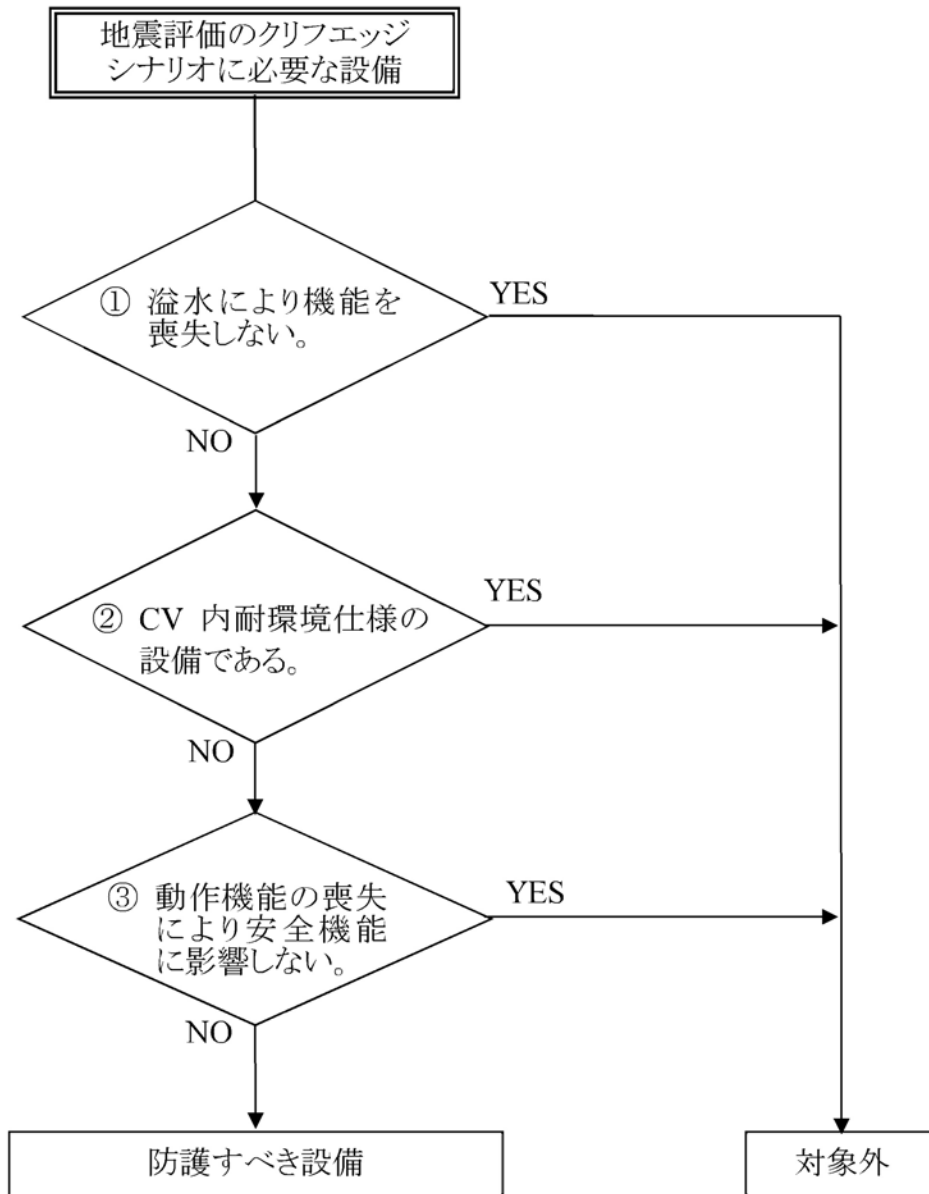 地震評価のクリフエッジ
シナリオに必要な設備
① 溢水により機能を
喪失しない。
YES
NO
② CV 内耐環境仕様の
設備である。
YES
NO
③ 動作機能の喪失
により安全機能
に影響しない。
YES
NO
防護すべき設備
対象外